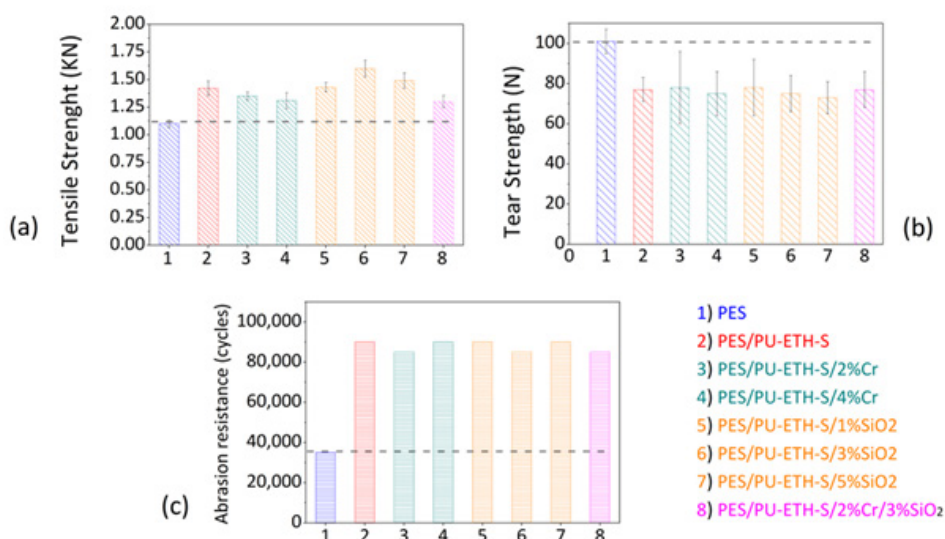 (a)
Tensile Strenght (KN)
2.00
1.75
1.50
1.25
1.00
0.75
0.50
0.25
0.00
1 2 3 4 5 6 7 8
(b)
Tear Strength (N)
100
80
60
40
20
0
0 1 2 3 4 5 6 7 8
(c)
Abrasion resistance (cycles)
100,000
80,000
60,000
40,000
20,000
0
1 2 3 4 5 6 7 8
1) PES
2) PES/PU-ETH-S
3) PES/PU-ETH-S/2%Cr
4) PES/PU-ETH-S/4%Cr
5) PES/PU-ETH-S/1%SiO2
6) PES/PU-ETH-S/3%SiO2
7) PES/PU-ETH-S/5%SiO2
8) PES/PU-ETH-S/2%Cr/3%SiO₂